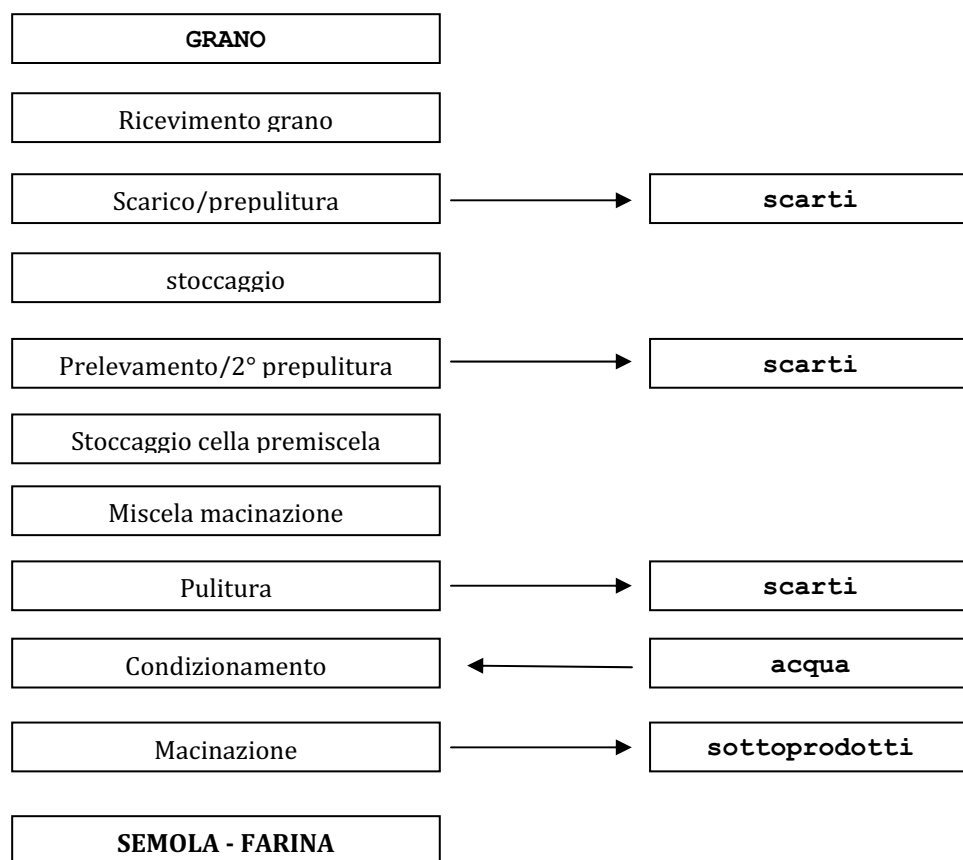 GRANO
Ricevimento grano
Scarico/prepulitura
scarti
stoccaggio
Prelevamento/2° prepulitura
scarti
Stoccaggio cella premiscela
Miscela macinazione
Pulitura
scarti
Condizionamento
acqua
Macinazione
sottoprodotti
SEMOLA - FARINA